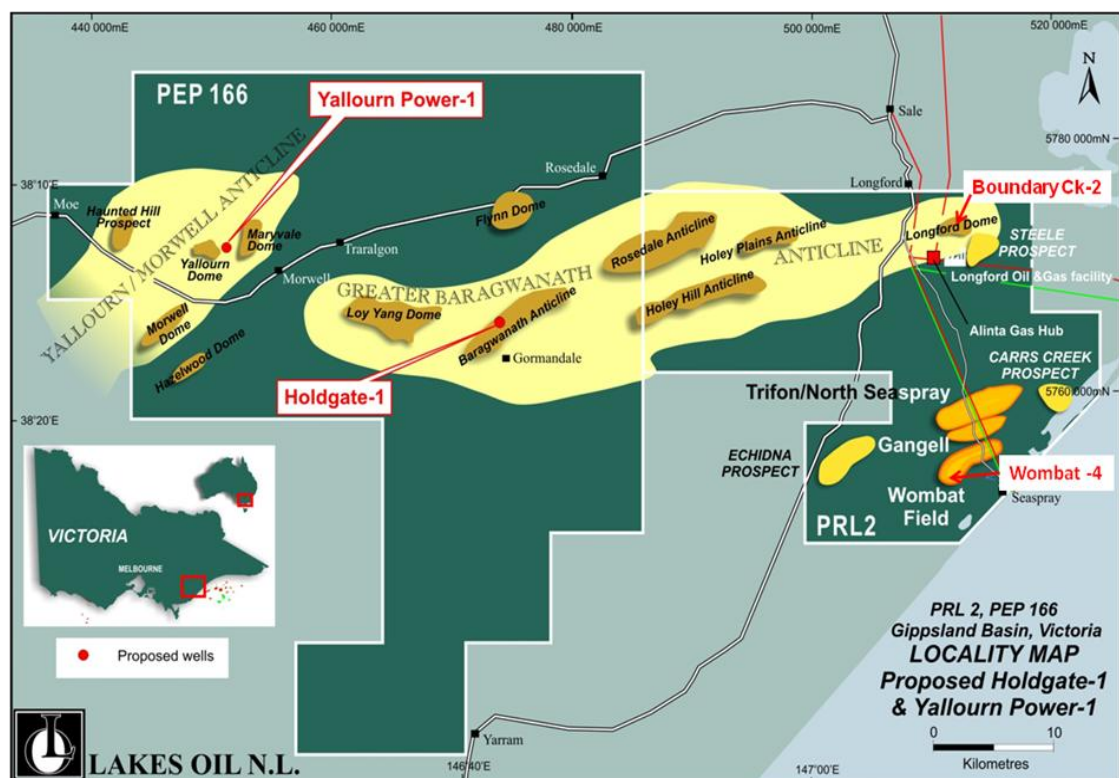 440 000mE
460 000mE
480 000mE
500 000mE
520 000mE
PEP 166
Yallourn Power-1
N
Sale
5780 000mN
38°10'
Moe
Haunted Hill
Prospect
YALLOURN / MORWELL ANTICLINE
Maryvale
Dome
Yallourn
Dome
Traralgon
Morwell
Rosedale
Flynn Dome
Longford
Boundary Ck-2
Longford Dome
STEELE
PROSPECT
Rosedale Anticline
Holey Plains Anticline
GREATER BARAGWANATH
ANTICLINE
Holey Hill Anticline
Longford Oil &Gas facility
Morwell
Dome
Hazelwood Dome
Loy Yang Dome
Baragwanath Anticline
Gormandale
Alinta Gas Hub
CARRS CREEK
PROSPECT
Holdgate-1
Trifon/North Seaspray
5760 000mN
38°20'
Gangell
ECHIDNA
PROSPECT
Wombat -4
Wombat
Field
Seaspray
PRL2
VICTORIA
MELBOURNE
Proposed wells
PRL 2, PEP 166
Gippsland Basin, Victoria
LOCALITY MAP
Proposed Holdgate-1
& Yallourn Power-1
0
10
Kilometres
Yarram
146°40'E
147°00'E
LAKES OIL N.L.